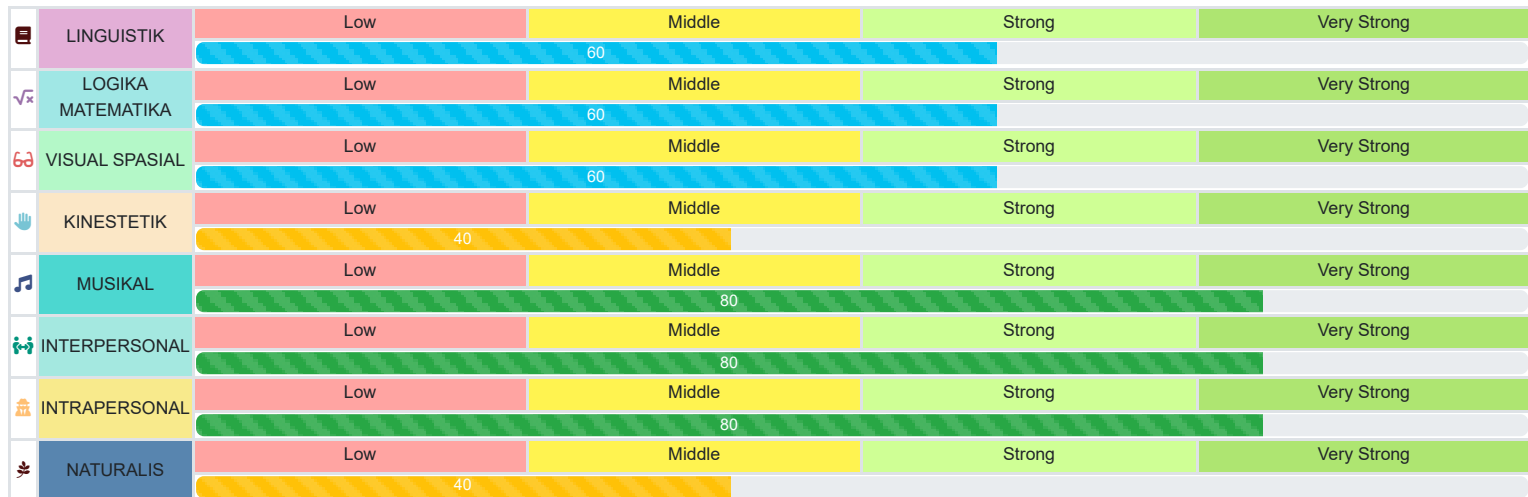 LINGUISTIK
Low Middle Strong Very Strong
60
LOGIKA
MATEMATIKA
Low Middle Strong Very Strong
60
VISUAL SPASIAL
Low Middle Strong Very Strong
60
KINESTETIK
Low Middle Strong Very Strong
40
MUSIKAL
Low Middle Strong Very Strong
80
INTERPERSONAL
Low Middle Strong Very Strong
80
INTRAPERSONAL
Low Middle Strong Very Strong
80
NATURALIS
Low Middle Strong Very Strong
40